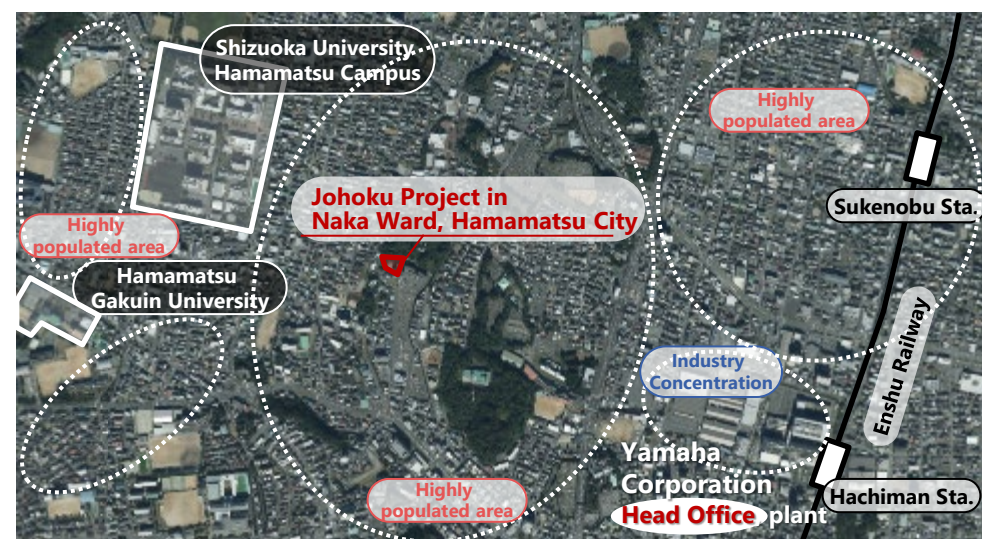 Shizuoka University
Hamamatsu Campus
Highly
populated area
Johoku Project in
Naka Ward, Hamamatsu City
Sukenobu Sta.
Highly
populated area
Hamamatsu
Gakuin University
Enshu Railway
Industry
Concentration
Yamaha
Corporation
Head Office plant
Highly
populated area
Hachiman Sta.